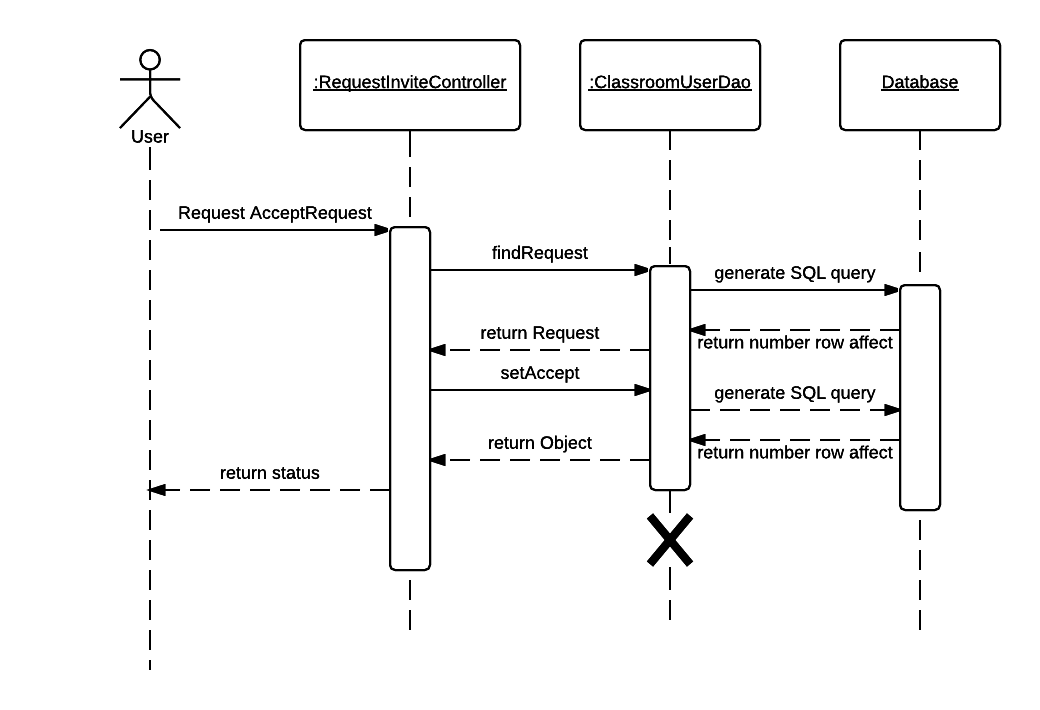 :RequestInviteController
:ClassroomUserDao
Database
User
Request AcceptRequest
findRequest
generate SQL query
return Request
return number row affect
setAccept
generate SQL query
return Object
return number row affect
return status